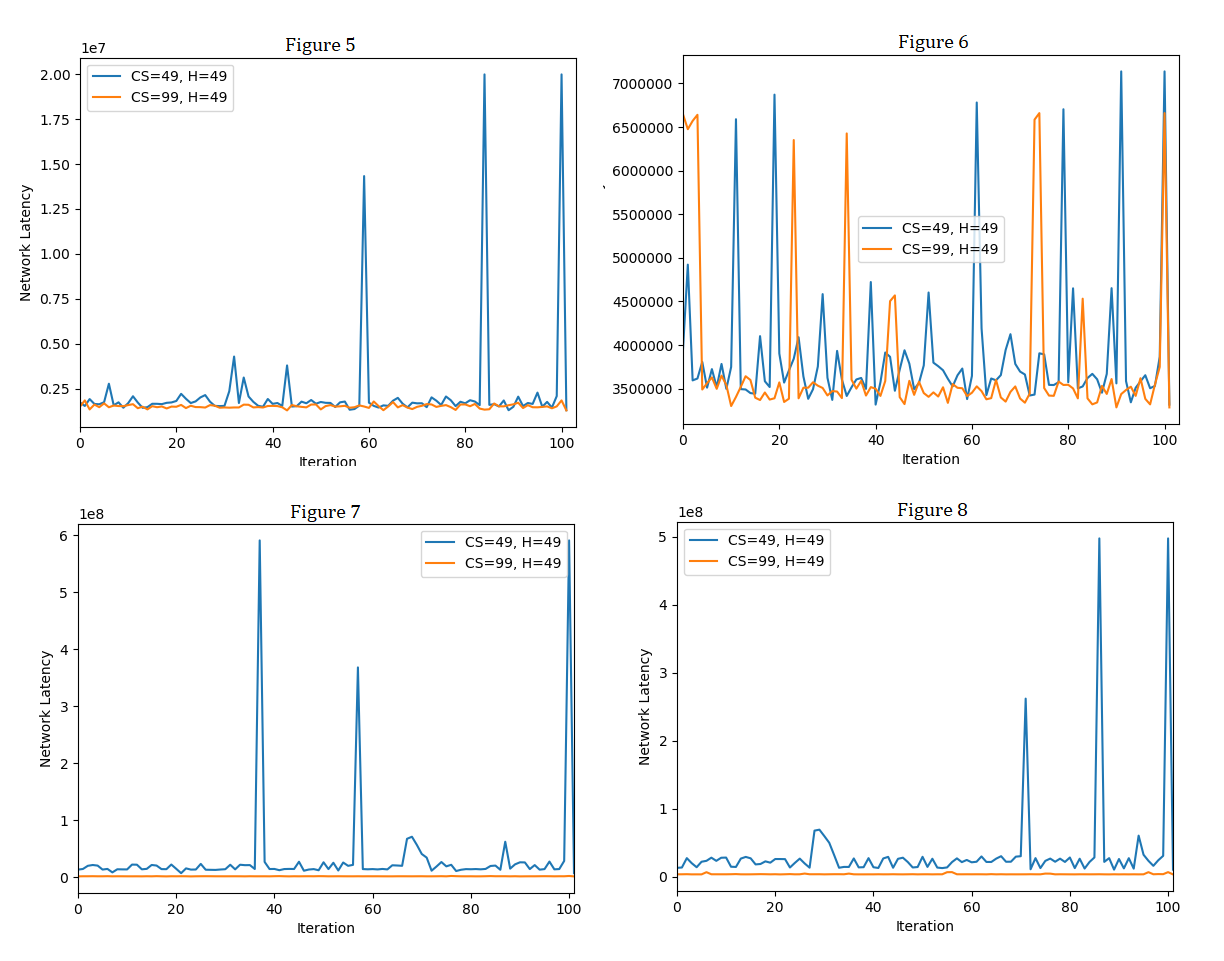 Figure 5
1e7
2.00
1.75
1.50
1.25
1.00
0.75
0.50
0.25
Network Latency
CS=49, H=49
CS=99, H=49
0 20 40 60 80 100
Iteration
Figure 6
7000000
6500000
6000000
5500000
5000000
4500000
4000000
3500000
CS=49, H=49
CS=99, H=49
0 20 40 60 80 100
Iteration
Figure 7
1e8
6
5
4
3
2
1
0
Network Latency
CS=49, H=49
CS=99, H=49
0 20 40 60 80 100
Iteration
Figure 8
1e8
5
4
3
2
1
0
Network Latency
CS=49, H=49
CS=99, H=49
0 20 40 60 80 100
Iteration